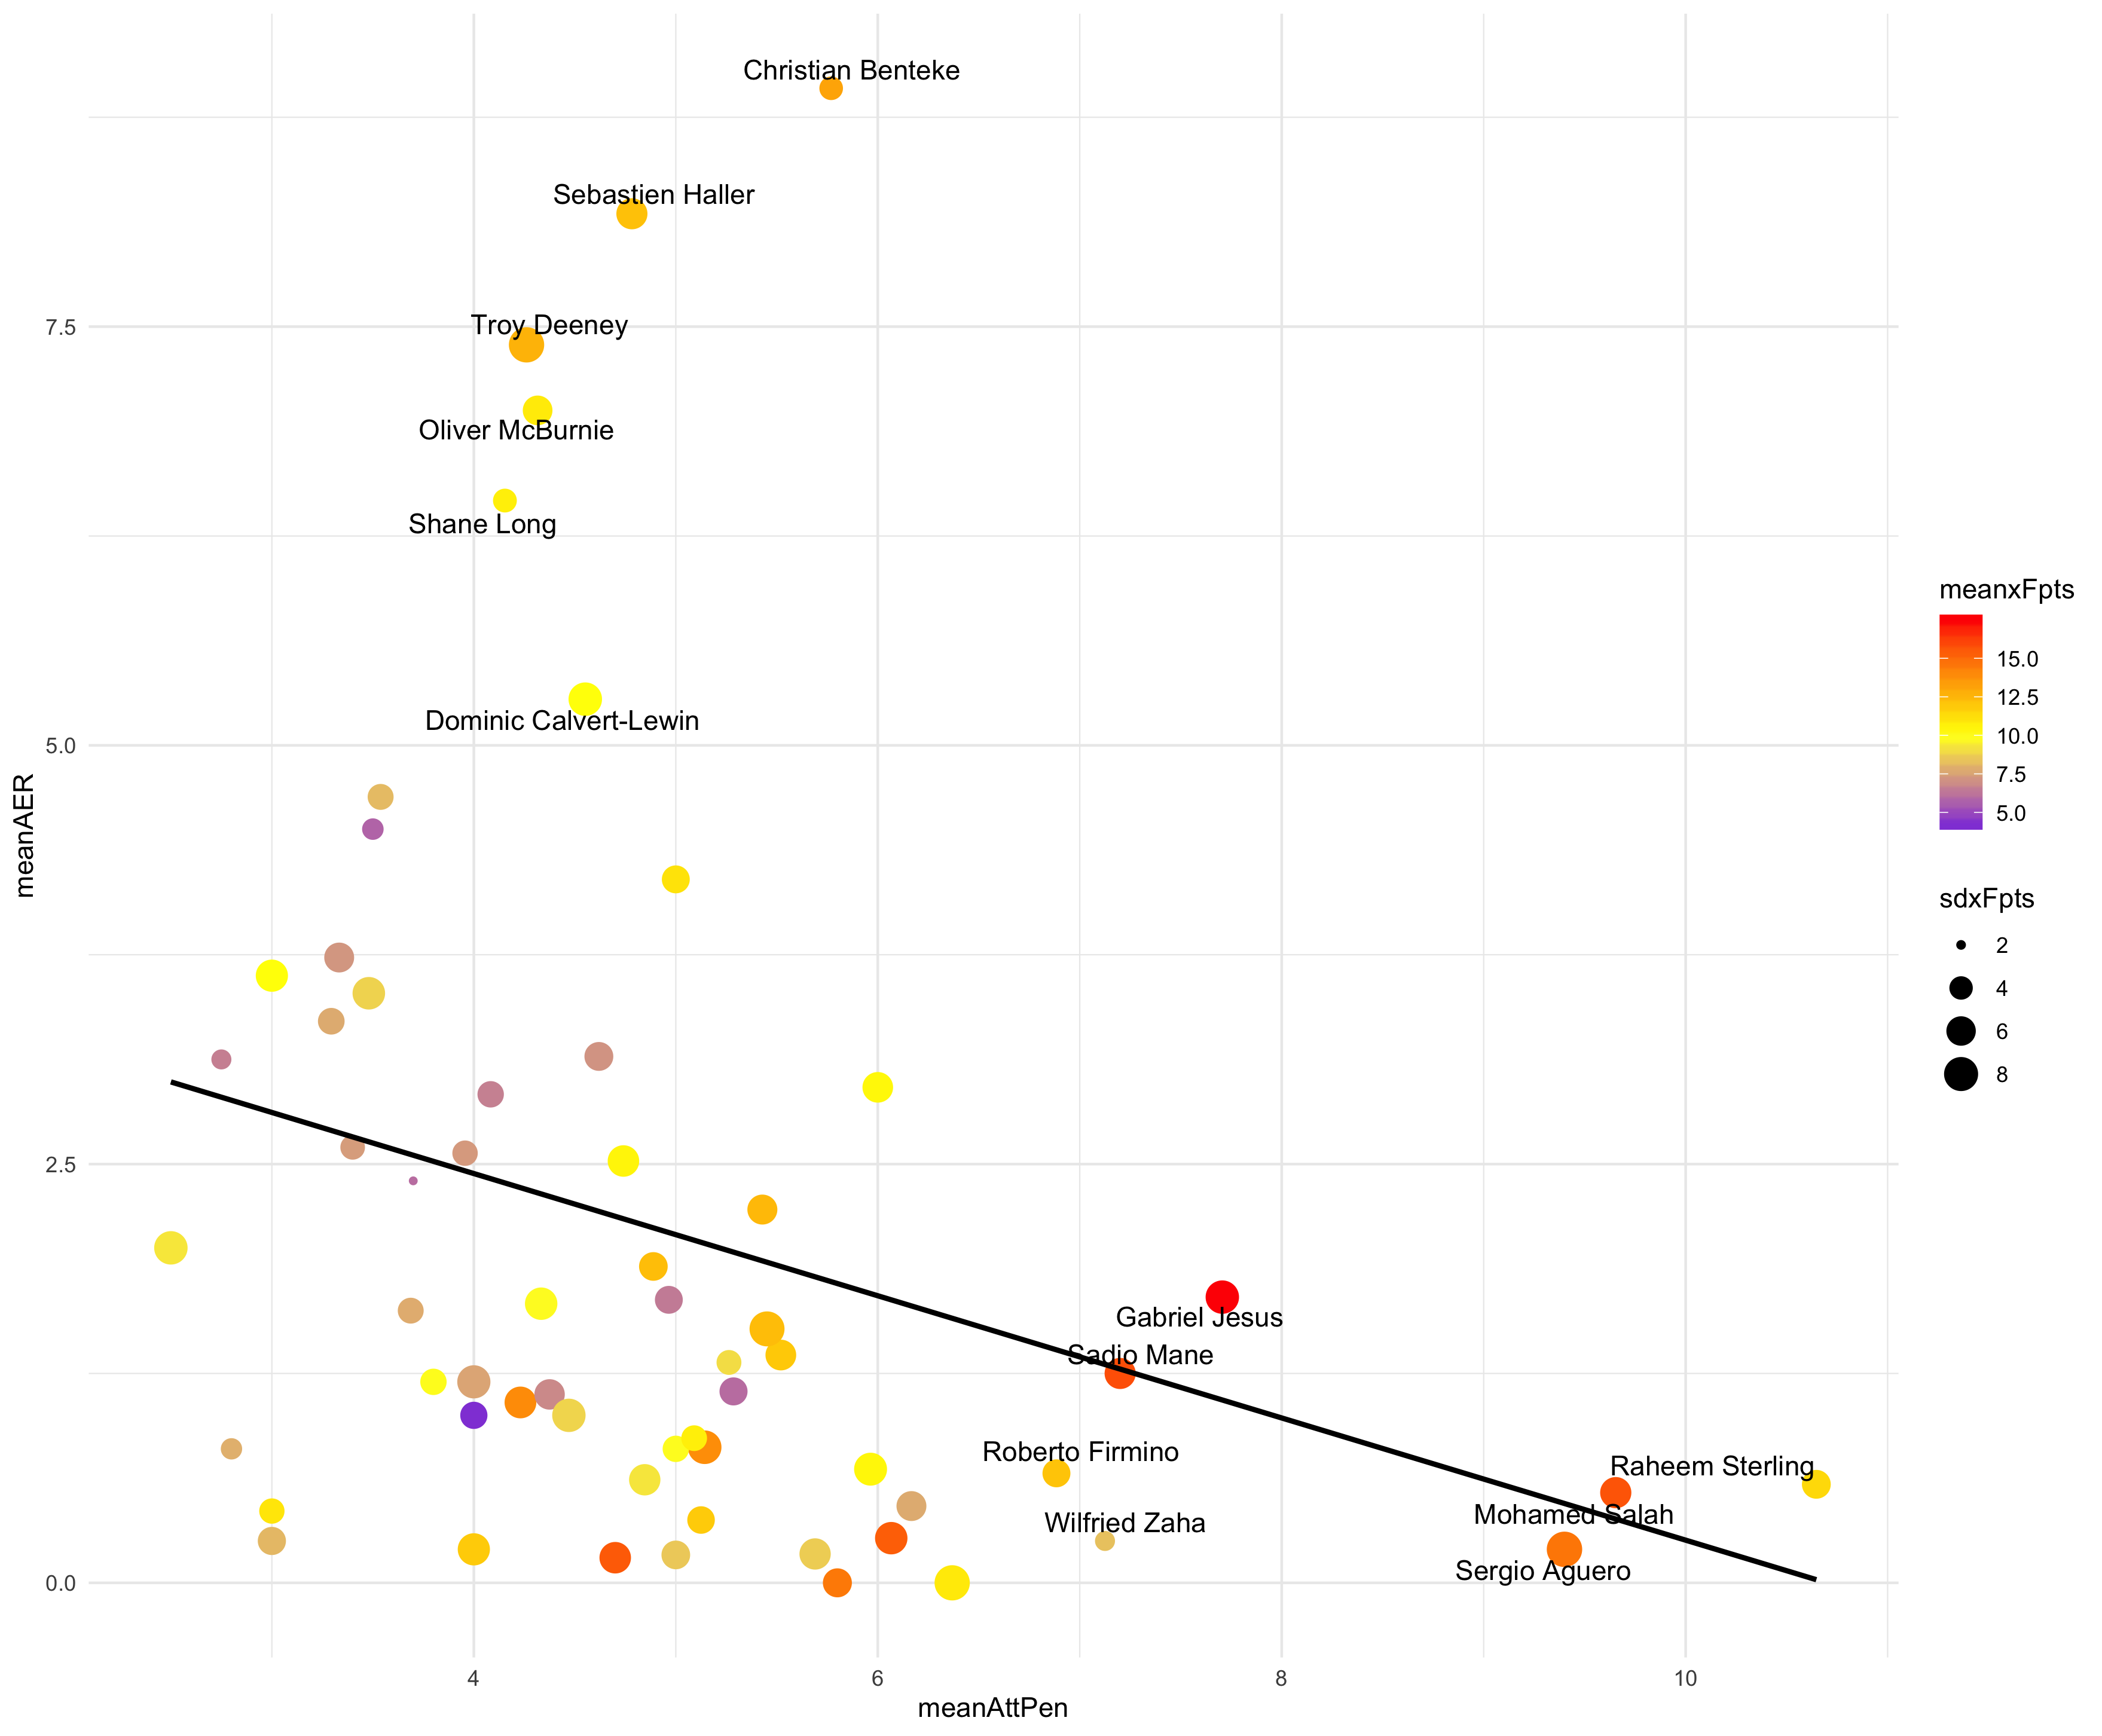 Christian Benteke
Sebastien Haller
Troy Deeney
Oliver McBurnie
Shane Long
Dominic Calvert-Lewin
Gabriel Jesus
Sadio Mane
Roberto Firmino
Raheem Sterling
Mohamed Salah
Wilfried Zaha
Sergio Aguero
7.5
5.0
2.5
0.0
meanAER
4
6
8
10
meanAttPen
meanxFpts
15.0
12.5
10.0
7.5
5.0
sdxFpts
2
4
6
8